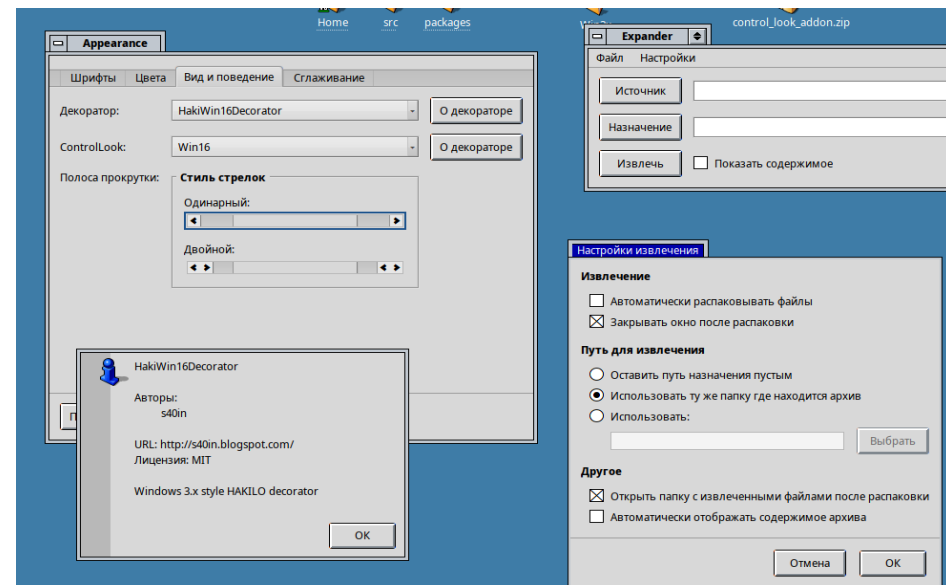 Home
src
packages
control_look_addon.zip
Appearance
Шрифты
Цвета
Вид и поведение
Сглаживание
Декоратор:
HakiWin16Decorator
О декораторе
ControlLook:
Win16
О декораторе
Полоса прокрутки:
Стиль стрелок
Одинарный:
Двойной:
HakiWin16Decorator
Авторы:
s40in
URL: http://s40in.blogspot.com/
Лицензия: MIT
Windows 3.x style HAKILO decorator
OK
Expander
Файл
Настройки
Источник
Назначение
Извлечь
Показать содержимое
Настройки извлечения
Извлечение
Автоматически распаковывать файлы
Закрывать окно после распаковки
Путь для извлечения
Оставить путь назначения пустым
Использовать ту же папку где находится архив
Использовать:
Выбрать
Другое
Открыть папку с извлеченными файлами после распаковки
Автоматически отображать содержимое архива
Отмена
OK